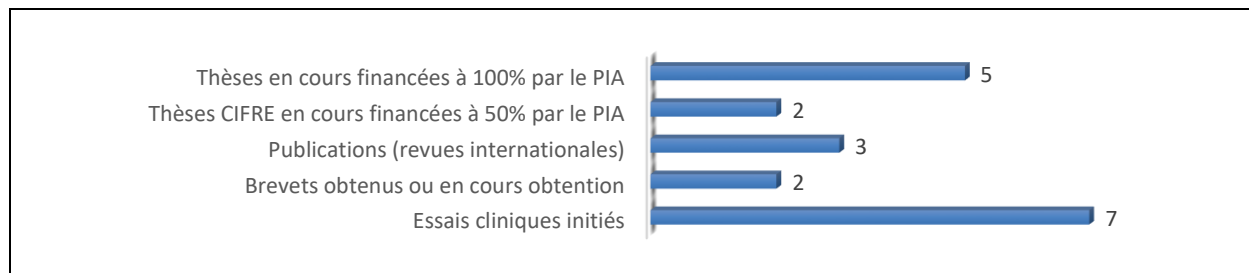 Thèses en cours financées à 100% par le PIA 5
Thèses CIFRE en cours financées à 50% par le PIA 2
Publications (revues internationales) 3
Brevets obtenus ou en cours obtention 2
Essais cliniques initiés 7